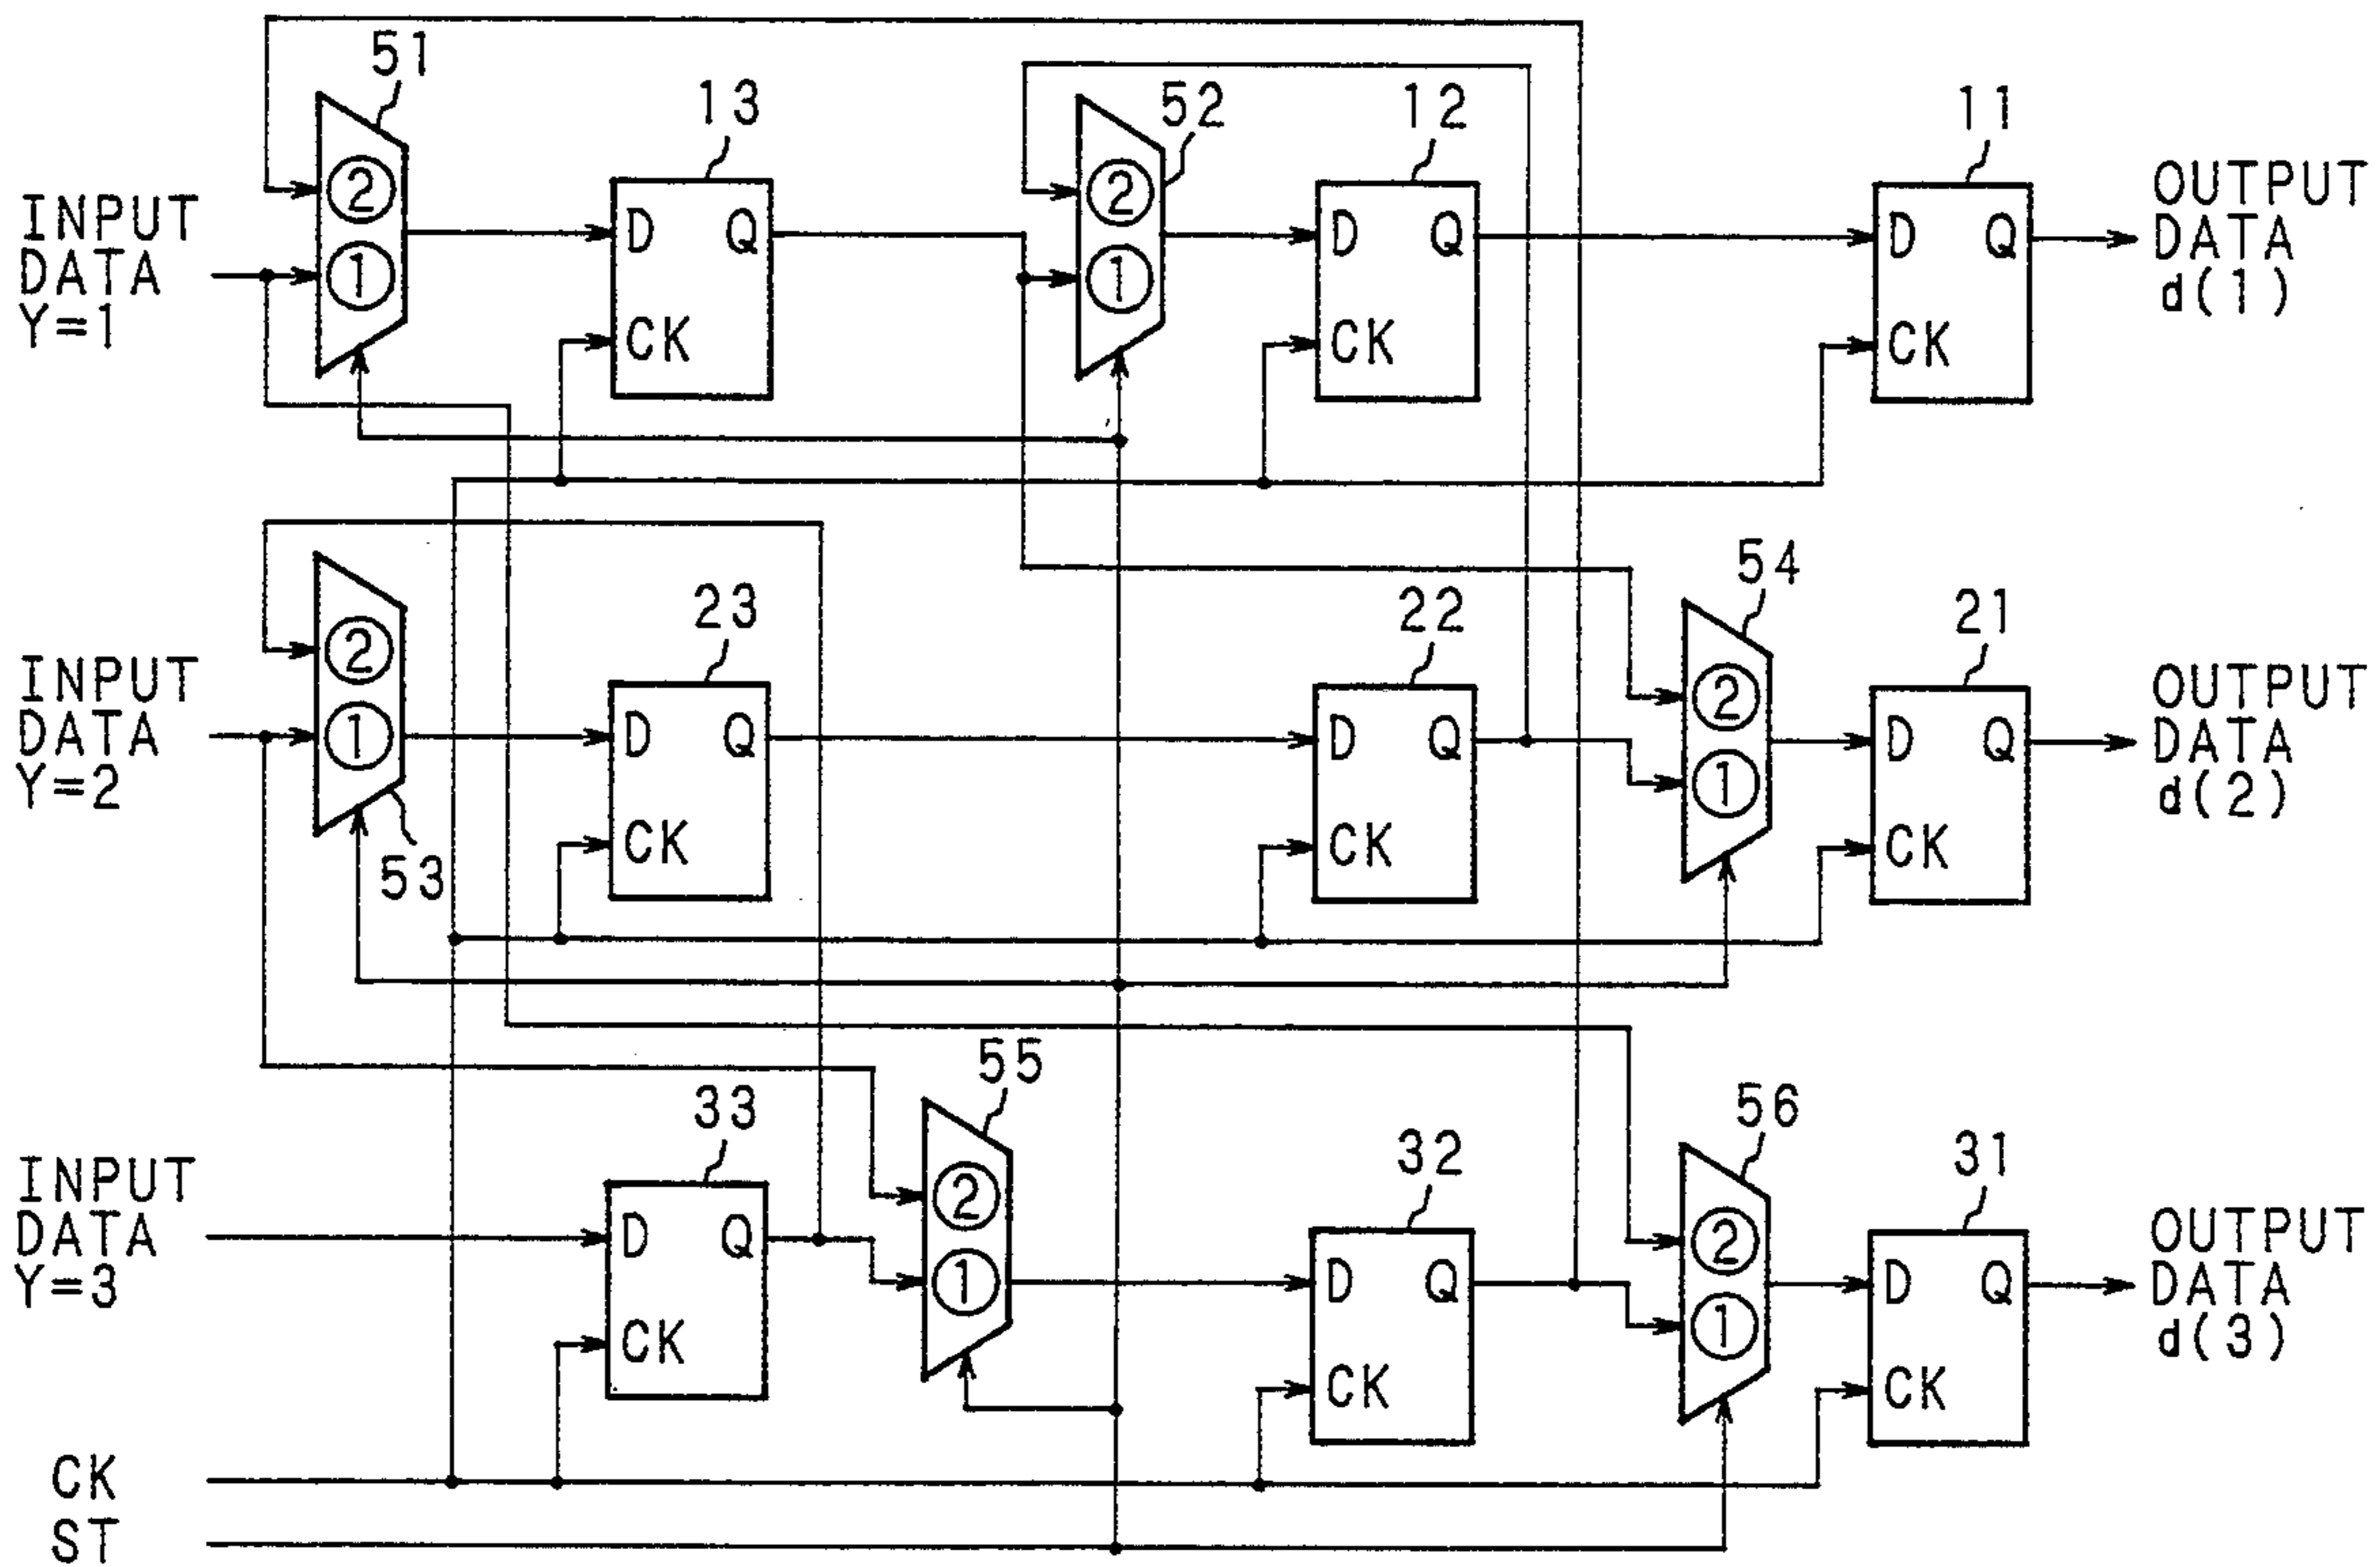 51
13
52
12
11
②
①
INPUT
DATA
Y=1
D Q
CK
②
①
D Q
CK
D Q
CK
OUTPUT
DATA
d(1)
23
22
54
21
INPUT
DATA
Y=2
②
①
53
D Q
CK
D Q
CK
②
①
D Q
CK
OUTPUT
DATA
d(2)
33
55
32
56
31
INPUT
DATA
Y=3
D Q
CK
②
①
D Q
CK
②
①
D Q
CK
OUTPUT
DATA
d(3)
CK
ST